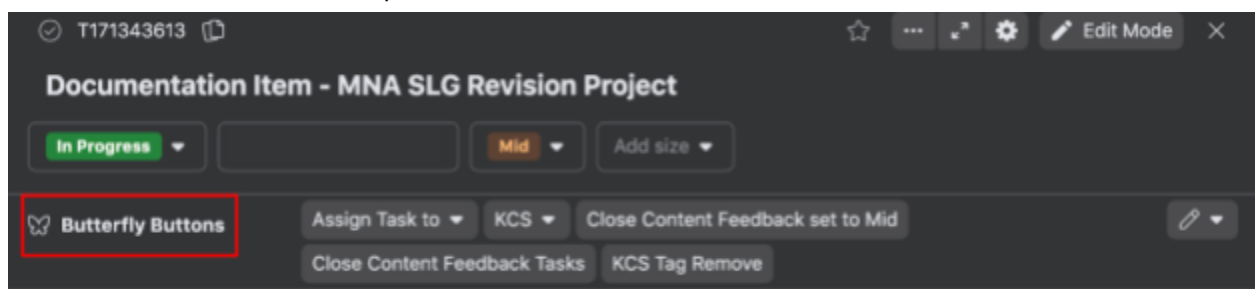 T171343613
Edit Mode
Documentation Item - MNA SLG Revision Project
In Progress Mid Add size
Butterfly Buttons Assign Task to KCS Close Content Feedback set to Mid
Close Content Feedback Tasks KCS Tag Remove